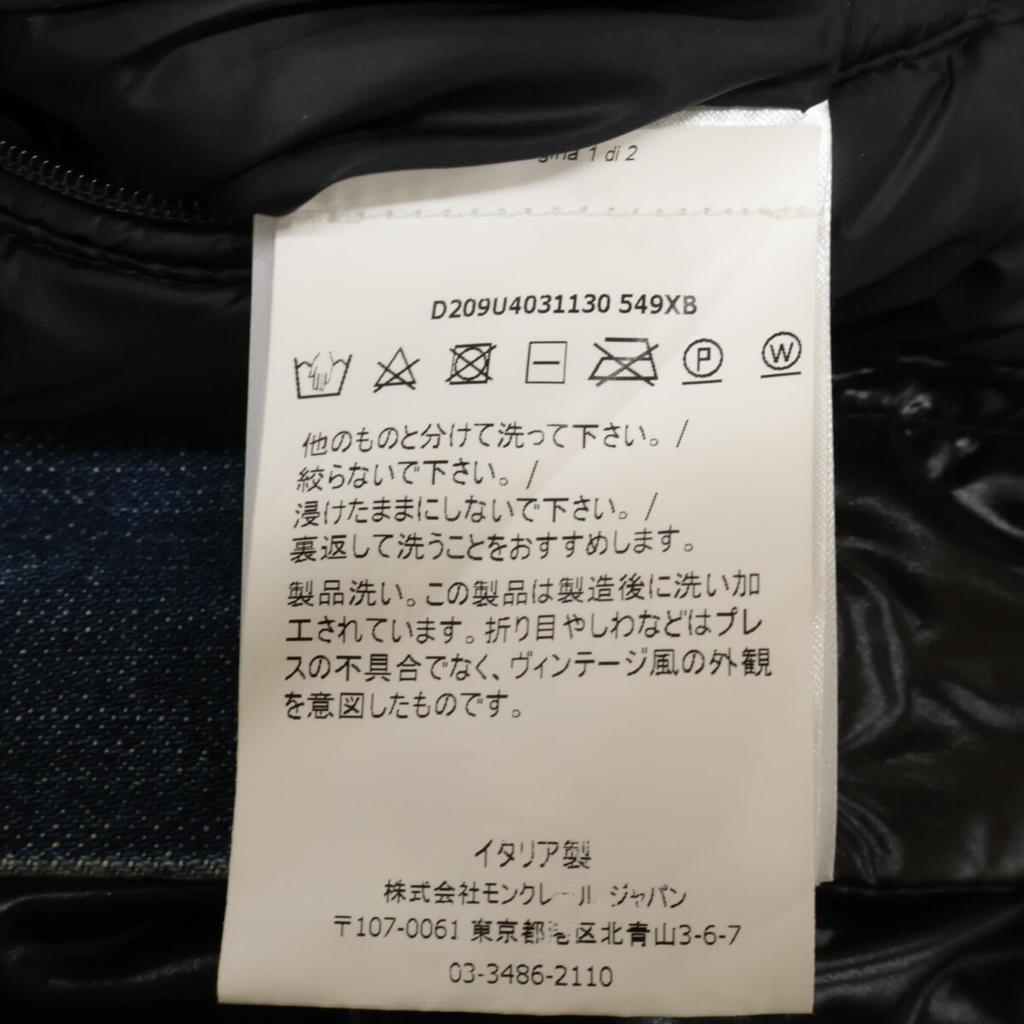 1 di 2
D209U4031130 549XB
P W
他のものと分けて洗って下さい。/
絞らないで下さい。/
浸けたままにしないで下さい。/
裏返して洗うことをおすすめします。
製品洗い。この製品は製造後に洗い加
工されています。折り目やしわなどはプレ
スの不具合でなく、ヴィンテージ風の外観
を意図したものです。
イタリア製
株式会社モンクレール ジャパン
〒107-0061 東京都港区北青山3-6-7
03-3486-2110